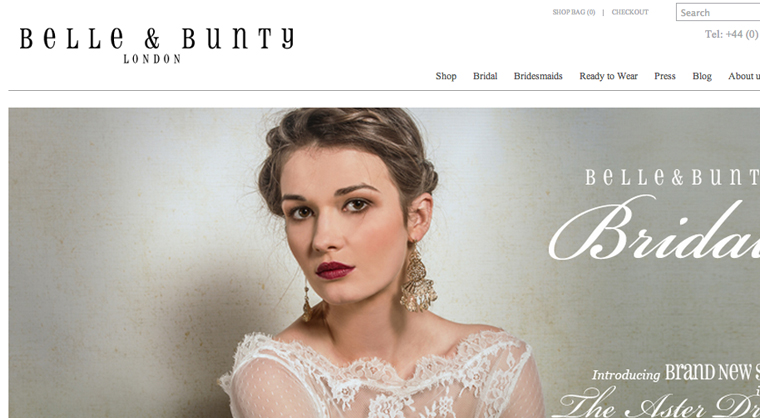 SHOP BAG (0) | CHECKOUT
Search
BELLE & BUNTY
LONDON
Tel: +44 (0)
Shop Bridal Bridesmaids Ready to Wear Press Blog About u
BELLE & BUNT
Bridal
Introducing BRAND NEW S
The Aster Dr